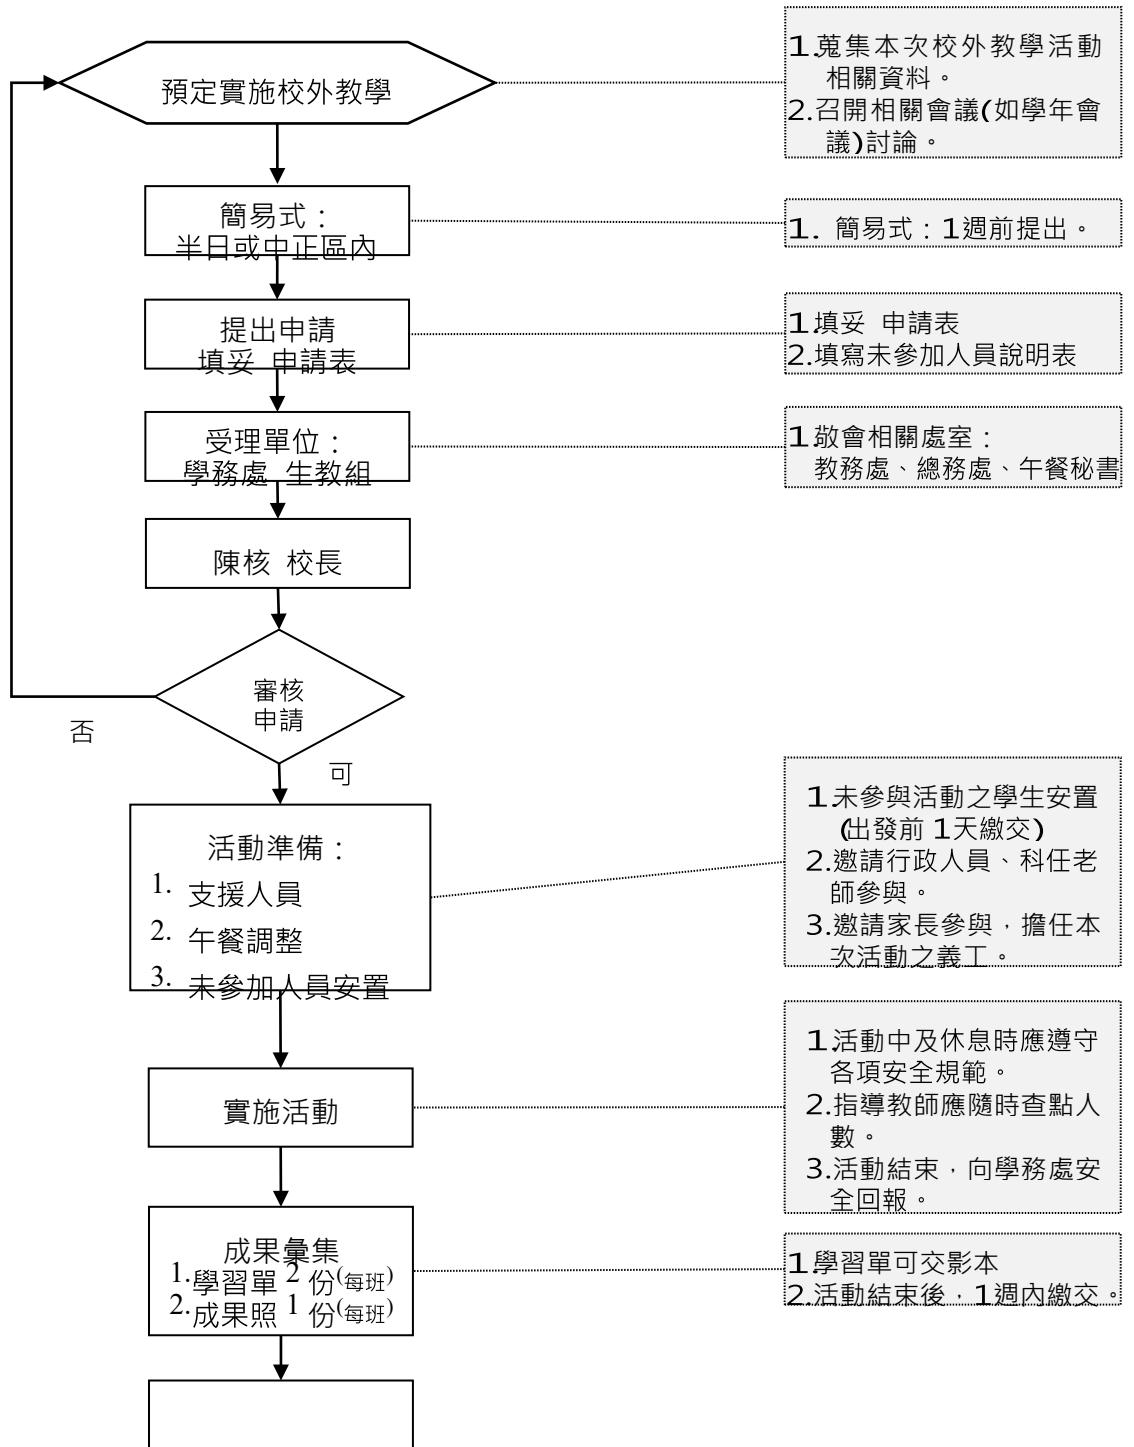 預定實施校外教學
1.蒐集本次校外教學活動
相關資料。
2.召開相關會議(如學年會
議)討論。
簡易式：
半日或中正區內
1. 簡易式：1週前提出。
提出申請
填妥 申請表
1.填妥 申請表
2.填寫未參加人員說明表
受理單位：
學務處 生教組
1.敬會相關處室：
教務處、總務處、午餐秘書
陳核 校長
審核
申請
否
可
活動準備：
1. 支援人員
2. 午餐調整
3. 未參加人員安置
1.未參與活動之學生安置
(出發前 1天繳交)
2.邀請行政人員、科任老
師參與。
3.邀請家長參與，擔任本
次活動之義工。
實施活動
1.活動中及休息時應遵守
各項安全規範。
2.指導教師應隨時查點人
數。
3.活動結束，向學務處安
全回報。
成果彙集
1.學習單 2 份(每班)
2.成果照 1 份(每班)
1.學習單可交影本
2.活動結束後，1週內繳交。